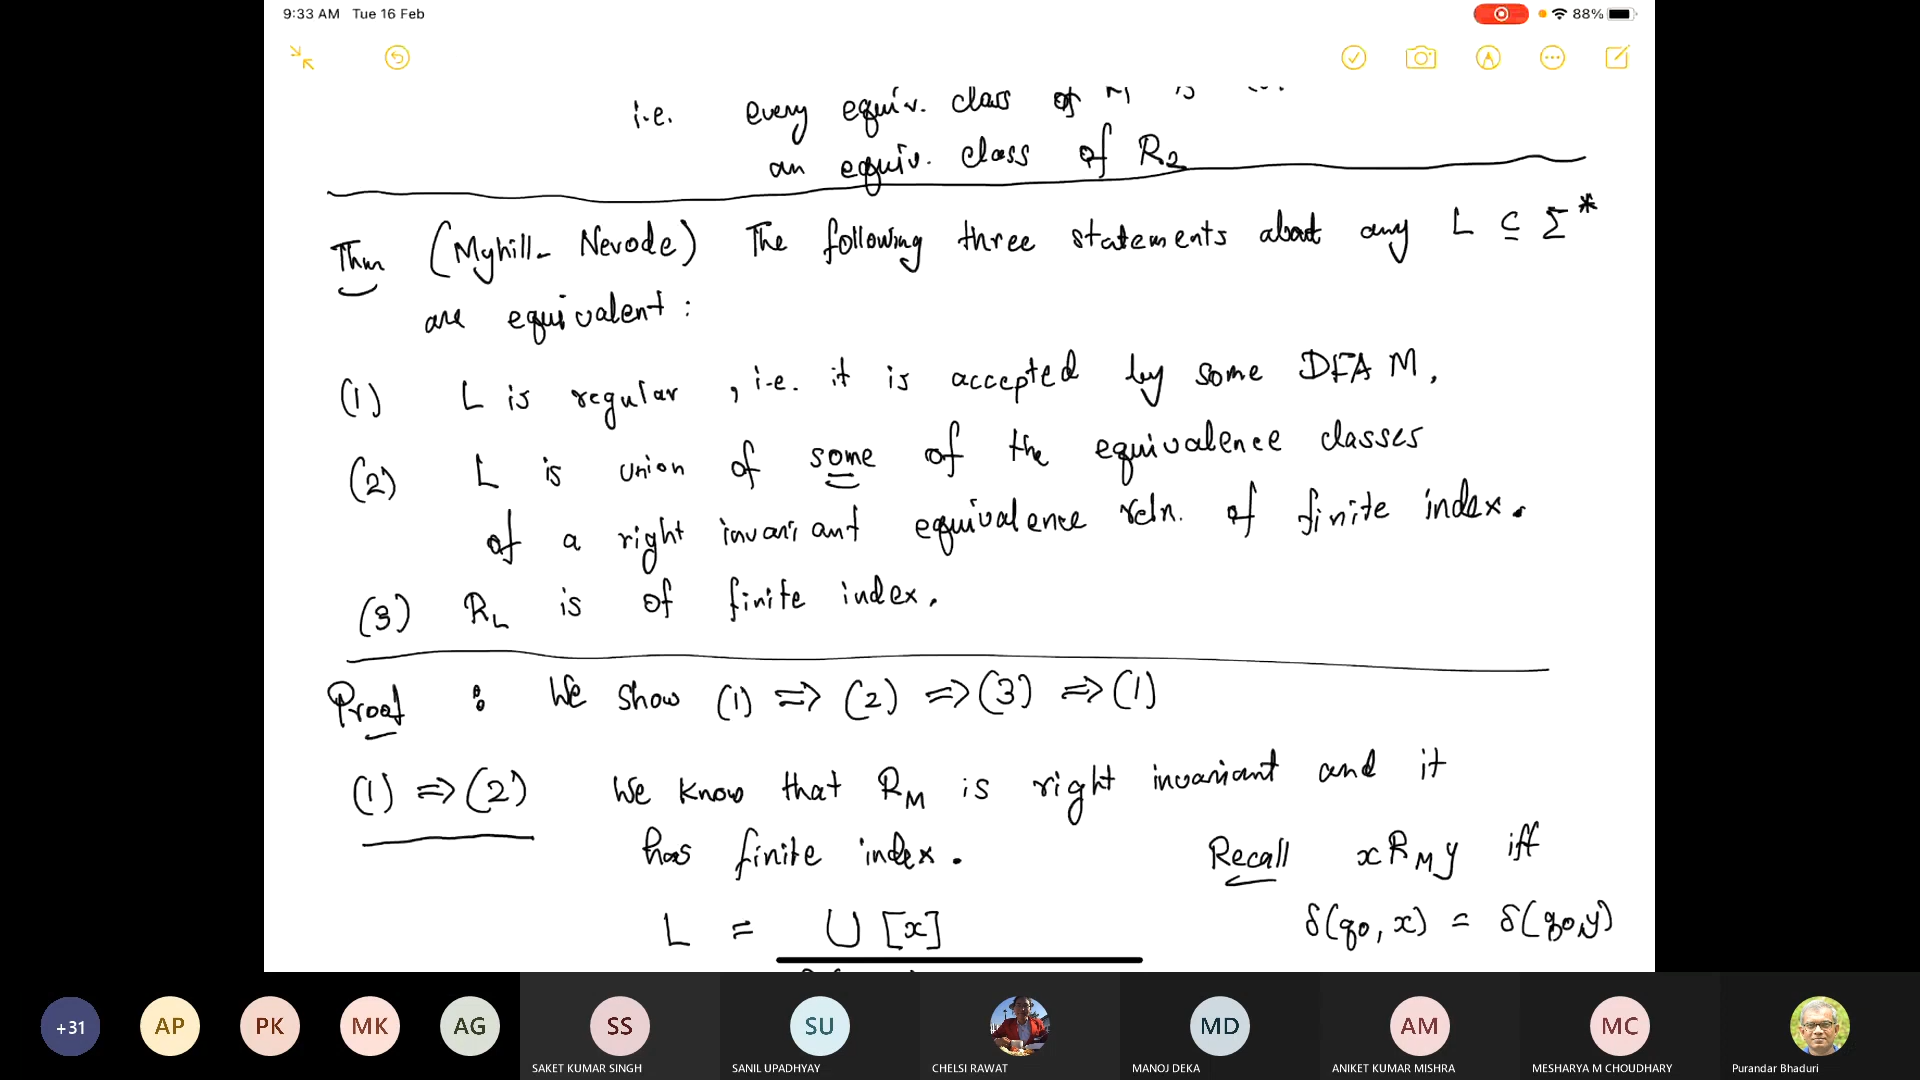 9:33 AM Tue 16 Feb
88%
i.e. every equiv. class of is
an equiv. class of R₂
Thm (Myhill- Nerode) The following three statements about any L ⊆ Σ*
are equivalent :
(1) L is regular , i.e. it is accepted by some DFA M.
(2) L is union of some of the equivalence classes
of a right invariant equivalence reln. of finite index.
(3) R_L is of finite index.
Proof : We show (1) ⇒ (2) ⇒ (3) ⇒ (1)
(1) ⇒ (2) We know that R_M is right invariant and it
has finite index.
Recall x R_M y iff
L = ∪ [x]
δ(q₀, x) = δ(q₀, y)
+31 AP PK MK AG SS SU MD AM MC
SAKET KUMAR SINGH SANIL UPADHYAY CHELSI RAWAT MANOJ DEKA ANIKET KUMAR MISHRA MESHARYA M CHOUDHARY Purandar Bhaduri